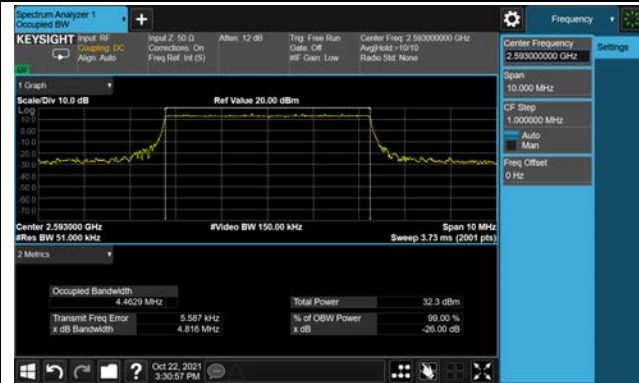 Spectrum Analyzer 1
Occupied BW
Frequency
KEYSIGHT
Input: RF
Coupling: DC
Align: Auto
Input Z: 50 Ω
Corrections: On
Freq Ref: Int (S)
Atten: 12 dB
Trig: Free Run
Gate: Off
#IF Gain: Low
Center Freq: 2.593000000 GHz
Avg|Hold:>10/10
Radio Std: None
Center Frequency
2.593000000 GHz
Settings
Span
10.000 MHz
CF Step
1.000000 MHz
Auto
Man
Freq Offset
0 Hz
1 Graph
Scale/Div 10.0 dB
Ref Value 20.00 dBm
Log
10.0
0.00
-10.0
-20.0
-30.0
-40.0
-50.0
-60.0
-70.0
Center 2.593000 GHz
#Video BW 150.00 kHz
Span 10 MHz
#Res BW 51.000 kHz
Sweep 3.73 ms (2001 pts)
2 Metrics
Occupied Bandwidth
4.4629 MHz
Total Power
32.3 dBm
Transmit Freq Error
5.587 kHz
% of OBW Power
99.00 %
x dB Bandwidth
4.816 MHz
x dB
-26.00 dB
?
Oct 22, 2021
3:30:57 PM